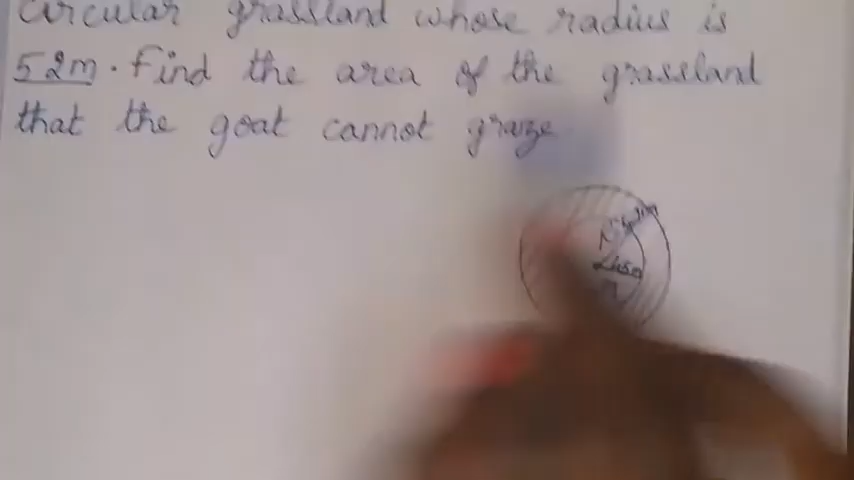 circular grassland whose radius is
52m. Find the area of the grassland
that the goat cannot graze